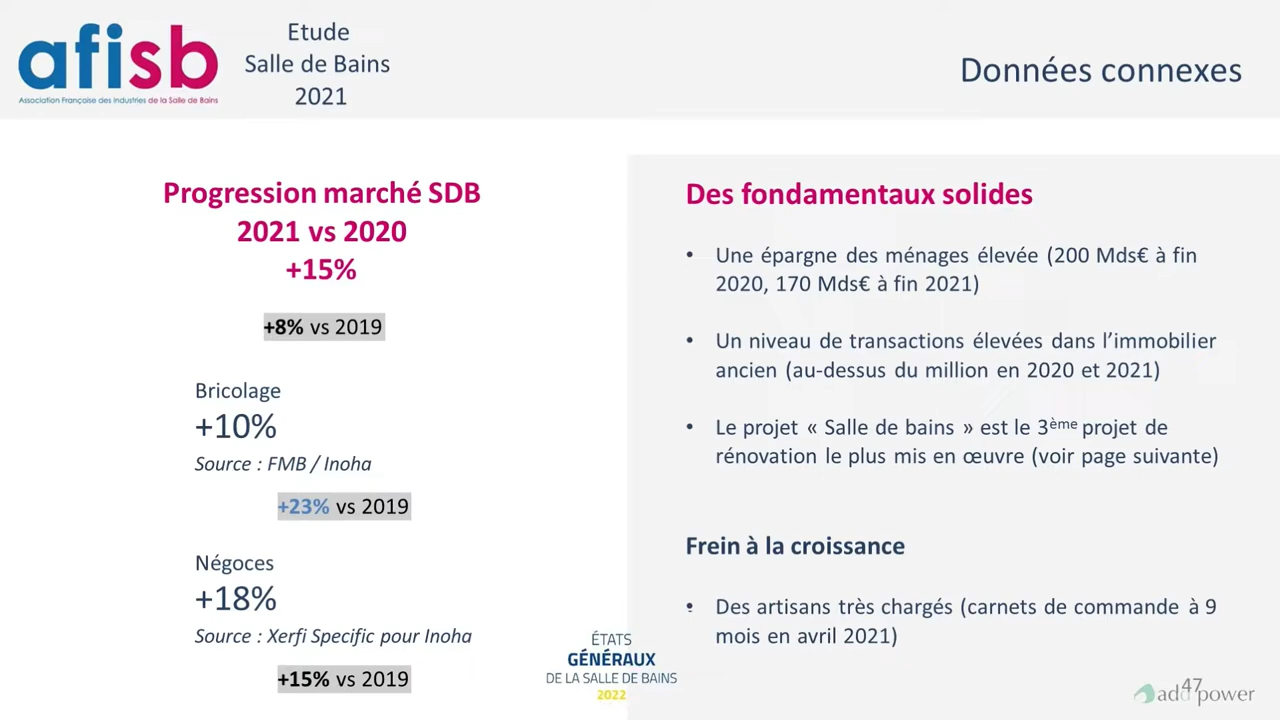 afisb
Association Française des Industries de la Salle de Bains
Etude
Salle de Bains
2021
Données connexes
Progression marché SDB
2021 vs 2020
+15%
+8% vs 2019
Bricolage
+10%
Source : FMB / Inoha
+23% vs 2019
Négoces
+18%
Source : Xerfi Specific pour Inoha
+15% vs 2019
Des fondamentaux solides
• Une épargne des ménages élevée (200 Mds€ à fin
2020, 170 Mds€ à fin 2021)
• Un niveau de transactions élevées dans l’immobilier
ancien (au-dessus du million en 2020 et 2021)
• Le projet « Salle de bains » est le 3ème projet de
rénovation le plus mis en œuvre (voir page suivante)
Frein à la croissance
• Des artisans très chargés (carnets de commande à 9
mois en avril 2021)
ÉTATS
GÉNÉRAUX
DE LA SALLE DE BAINS
2022
47
add power